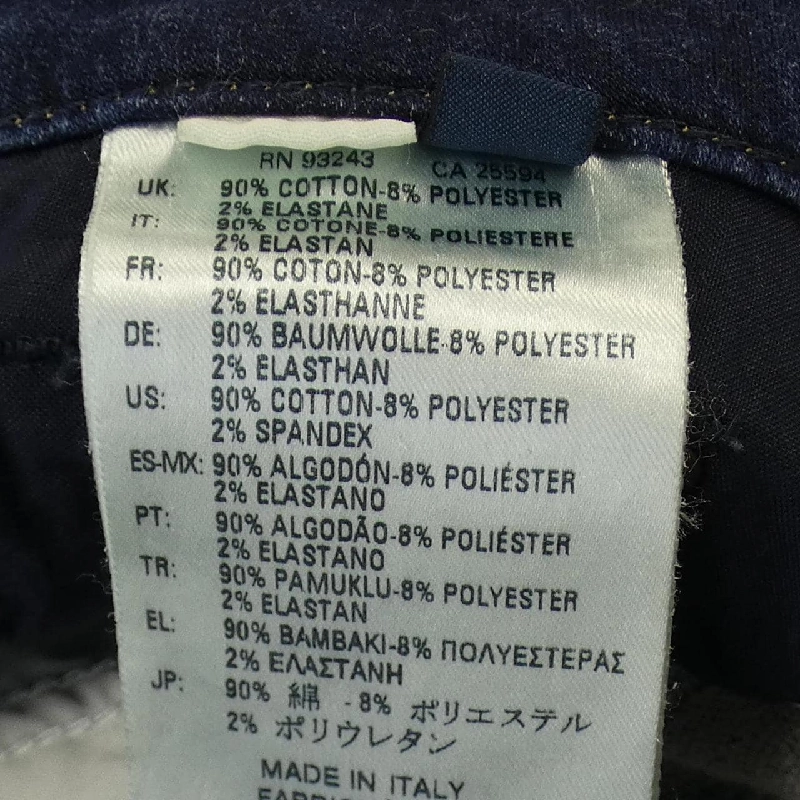 RN 93243 CA 25594
UK: 90% COTTON-8% POLYESTER
2% ELASTANE
IT: 90% COTONE-8% POLIESTERE
2% ELASTAN
FR: 90% COTON-8% POLYESTER
2% ELASTHANNE
DE: 90% BAUMWOLLE-8% POLYESTER
2% ELASTHAN
US: 90% COTTON-8% POLYESTER
2% SPANDEX
ES-MX: 90% ALGODÓN-8% POLIÉSTER
2% ELASTANO
PT: 90% ALGODÃO-8% POLIÉSTER
2% ELASTANO
TR: 90% PAMUKLU-8% POLYESTER
2% ELASTAN
EL: 90% ΒΑΜΒΑΚΙ-8% ΠΟΛΥΕΣΤΕΡΑΣ
2% ΕΛΑΣΤΑΝΗ
JP: 90% 綿 - 8% ポリエステル
2% ポリウレタン
MADE IN ITALY